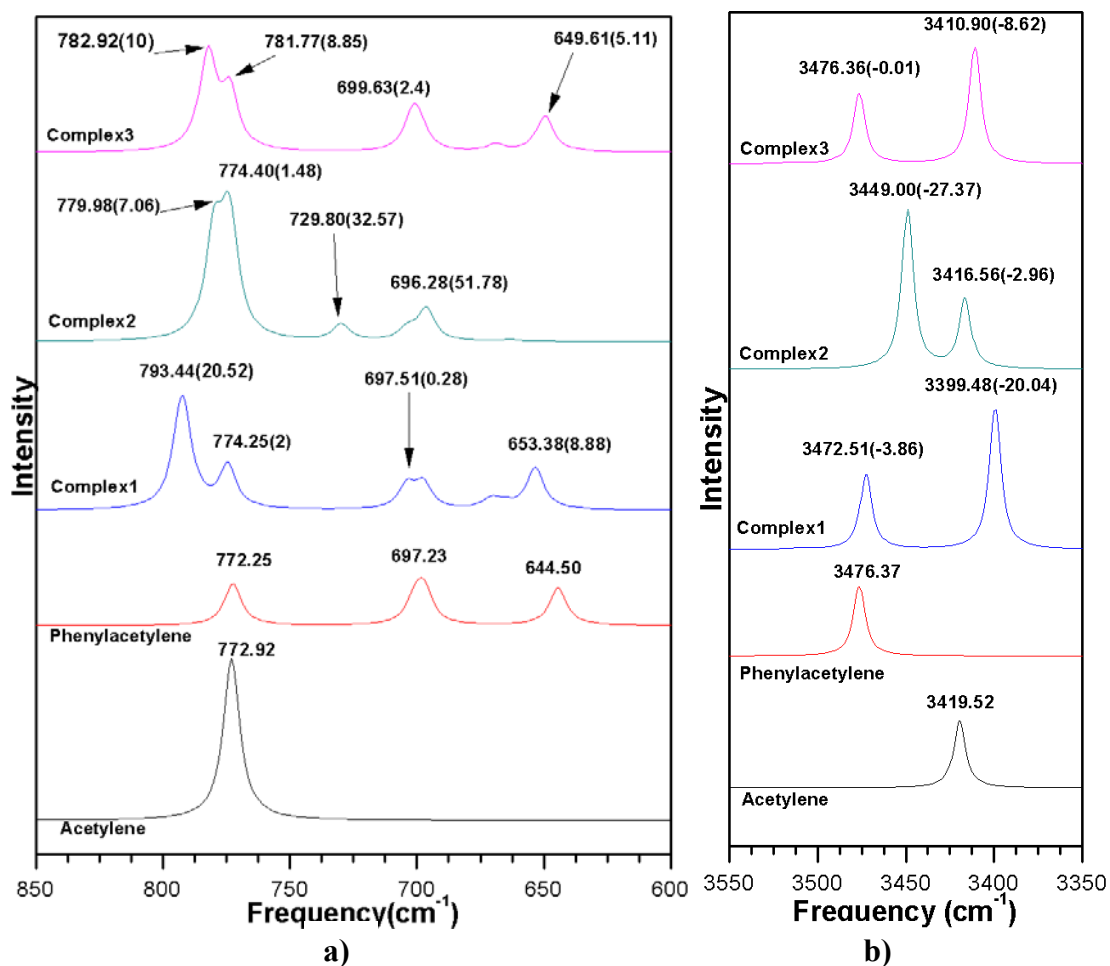 782.92(10)
781.77(8.85)
649.61(5.11)
699.63(2.4)
Complex3
774.40(1.48)
779.98(7.06)
729.80(32.57)
696.28(51.78)
Complex2
793.44(20.52)
697.51(0.28)
774.25(2)
653.38(8.88)
Complex1
772.25
697.23
644.50
Phenylacetylene
772.92
Acetylene
Intensity
850 800 750 700 650 600
Frequency(cm-1)
a)
3410.90(-8.62)
3476.36(-0.01)
Complex3
3449.00(-27.37)
3416.56(-2.96)
Complex2
3399.48(-20.04)
3472.51(-3.86)
Complex1
3476.37
Phenylacetylene
3419.52
Acetylene
Intensity
3550 3500 3450 3400 3350
Frequency (cm-1)
b)